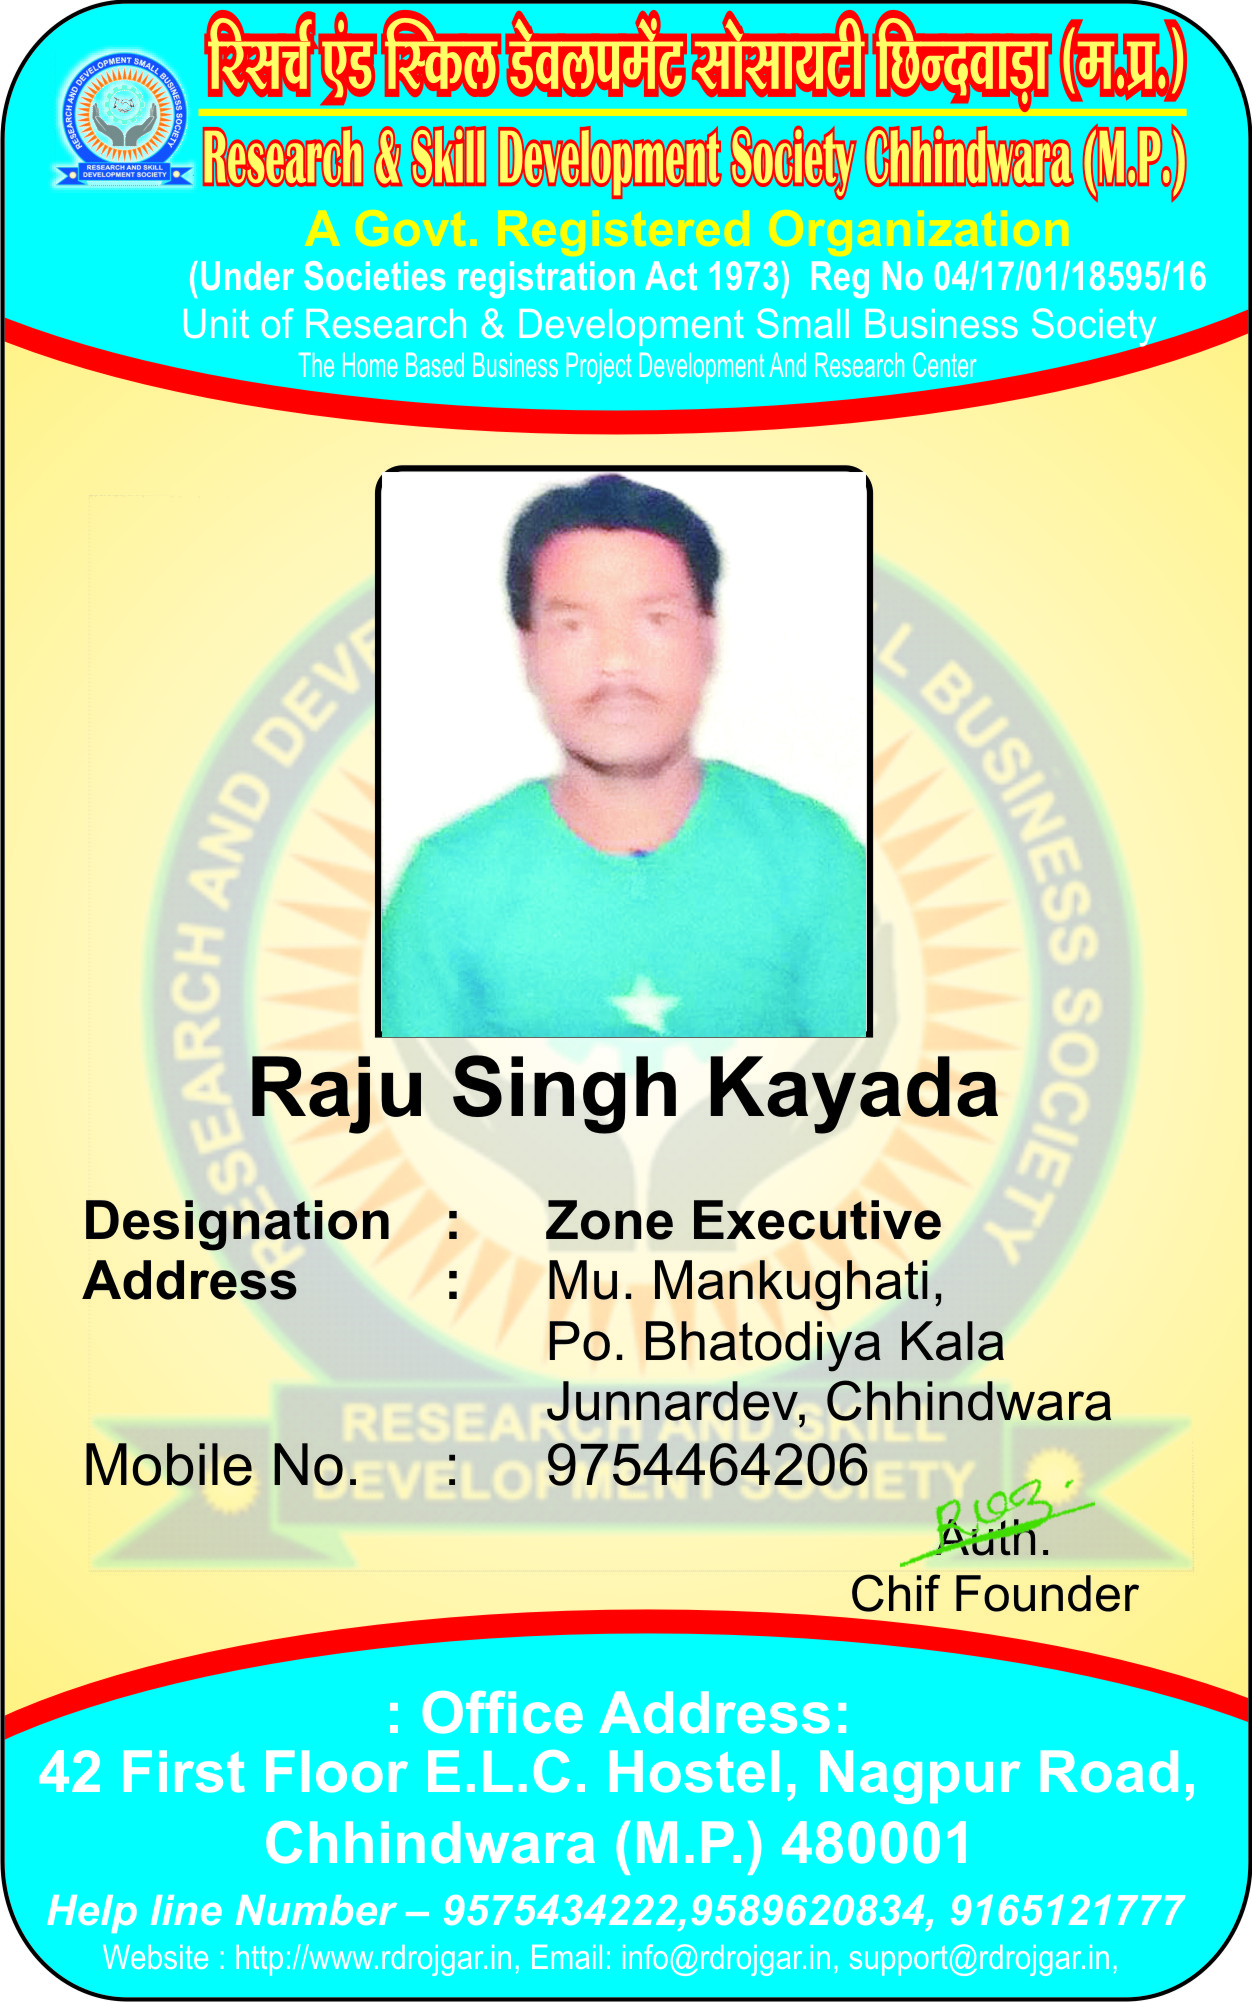 रिसर्च एंड स्किल डेवलपमेंट सोसायटी छिन्दवाड़ा (म.प्र.)
RESEARCH AND DEVELOPMENT SMALL BUSINESS SOCIETY
RESEARCH AND SKILL
DEVELOPMENT SOCIETY
Research & Skill Development Society Chhindwara (M.P.)
A Govt. Registered Organization
(Under Societies registration Act 1973) Reg No 04/17/01/18595/16
Unit of Research & Development Small Business Society
The Home Based Business Project Development And Research Center
RESEARCH AND DEVE LL BUSINESS SOCIETY
Raju Singh Kayada
Designation : Zone Executive
Address : Mu. Mankughati,
Po. Bhatodiya Kala
Junnardev, Chhindwara
RESEARCH AND SKILL
Mobile No. : 9754464206
DEVELOPMENT SOCIETY
Auth.
Chif Founder
: Office Address:
42 First Floor E.L.C. Hostel, Nagpur Road,
Chhindwara (M.P.) 480001
Help line Number – 9575434222,9589620834, 9165121777
Website : http://www.rdrojgar.in, Email: info@rdrojgar.in, support@rdrojgar.in,